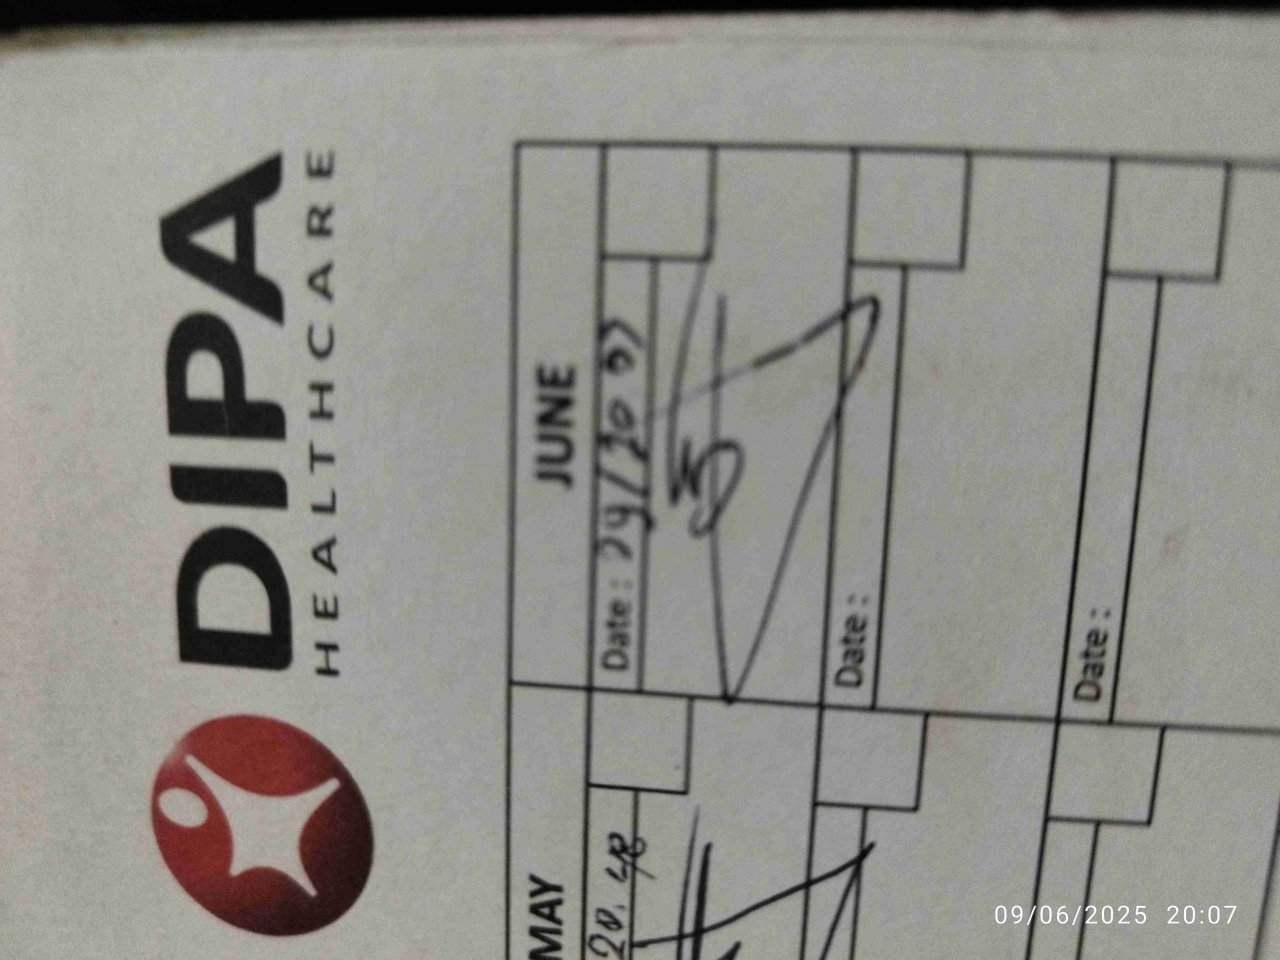 DIPA
HEALTHCARE
MAY
JUNE
Date :
Date :
Date :
09/06/2025 20:07